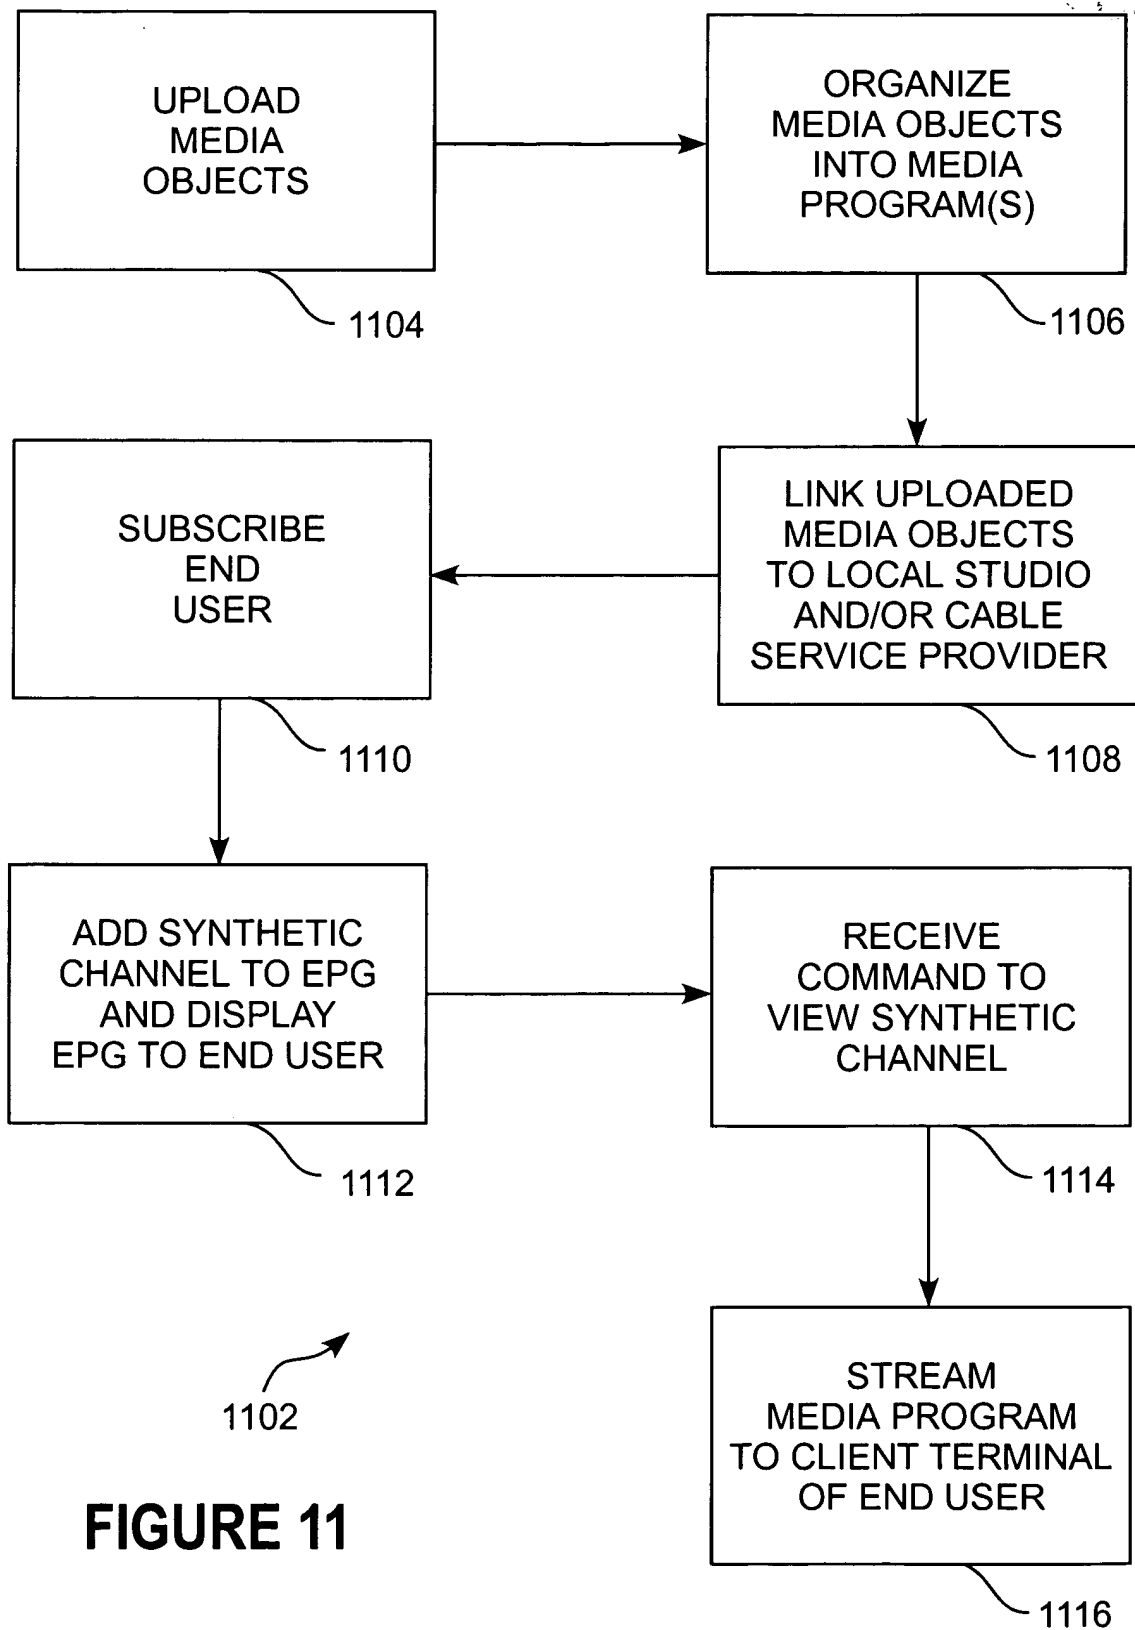 UPLOAD
MEDIA
OBJECTS
1104
ORGANIZE
MEDIA OBJECTS
INTO MEDIA
PROGRAM(S)
1106
LINK UPLOADED
MEDIA OBJECTS
TO LOCAL STUDIO
AND/OR CABLE
SERVICE PROVIDER
1108
SUBSCRIBE
END
USER
1110
ADD SYNTHETIC
CHANNEL TO EPG
AND DISPLAY
EPG TO END USER
1112
RECEIVE
COMMAND TO
VIEW SYNTHETIC
CHANNEL
1114
STREAM
MEDIA PROGRAM
TO CLIENT TERMINAL
OF END USER
1116
1102
FIGURE 11